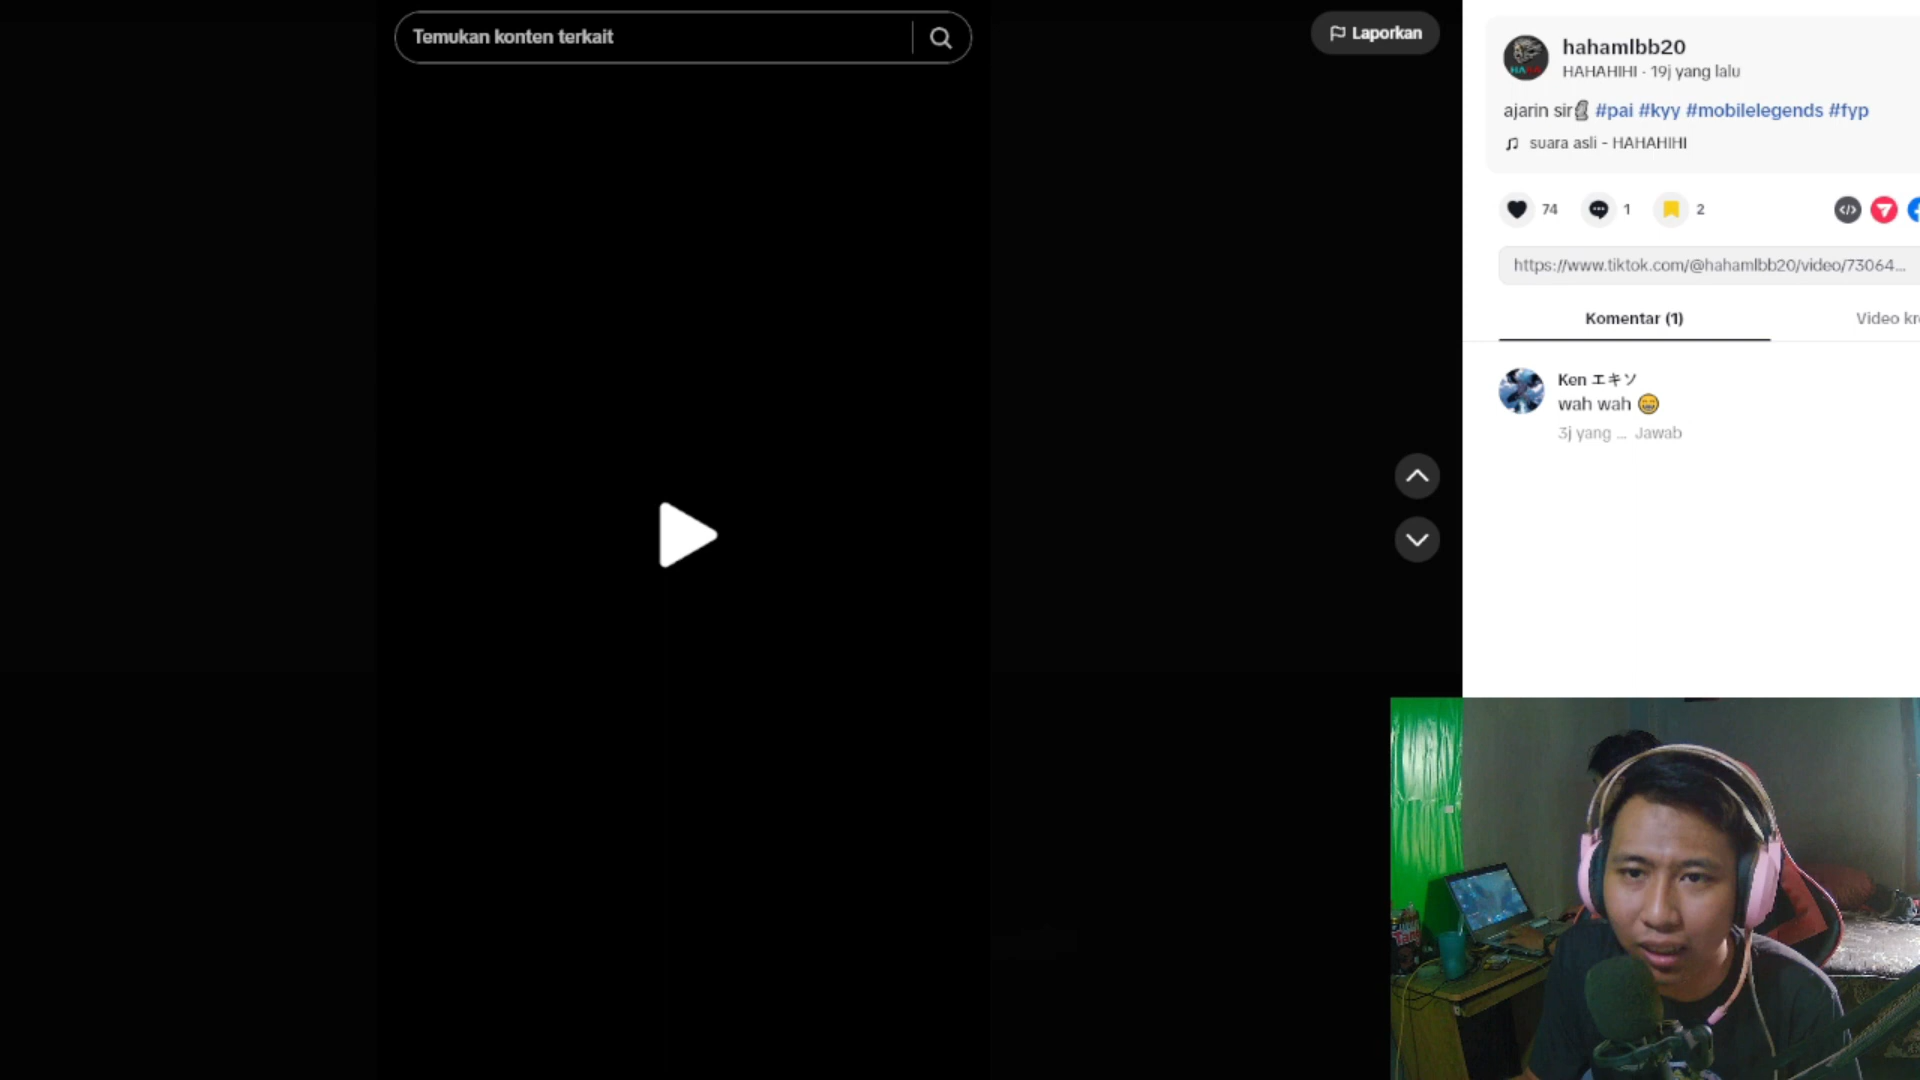 Temukan konten terkait
Laporkan
hahamlbb20
HAHAHIHI · 19j yang lalu
ajarin sir🗿 #pai #kyy #mobilelegends #fyp
suara asli - HAHAHIHI
74
1
2
https://www.tiktok.com/@hahamlbb20/video/73064...
Komentar (1)
Video kr
Ken エキソ
wah wah 😁
3j yang ... Jawab